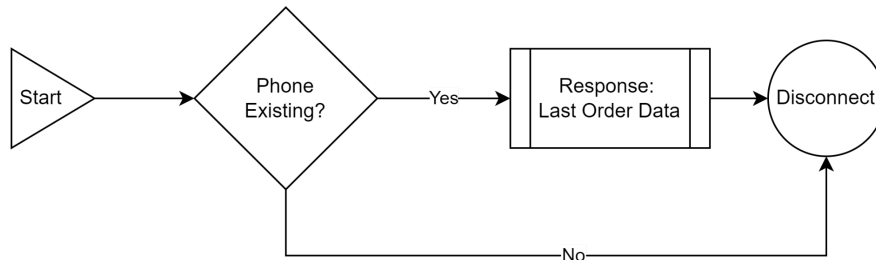 Start
Phone
Existing?
Yes
Response:
Last Order Data
Disconnect
No